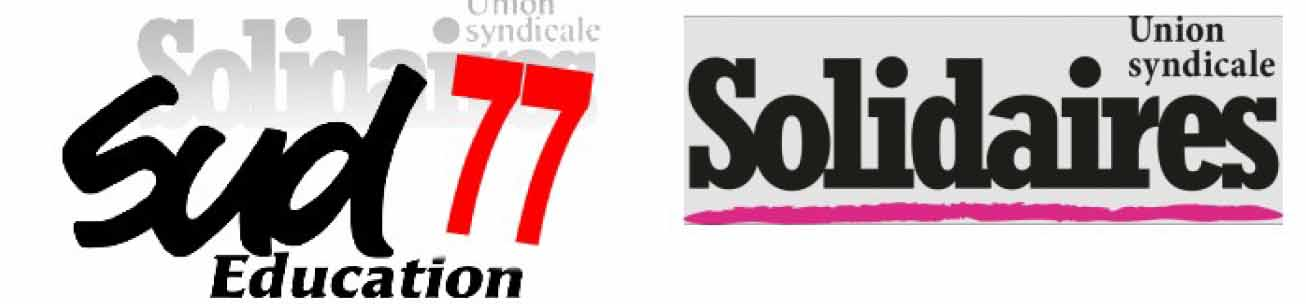 Union
syndicale
Solidaires
Sud 77
Education
Union
syndicale
Solidaires